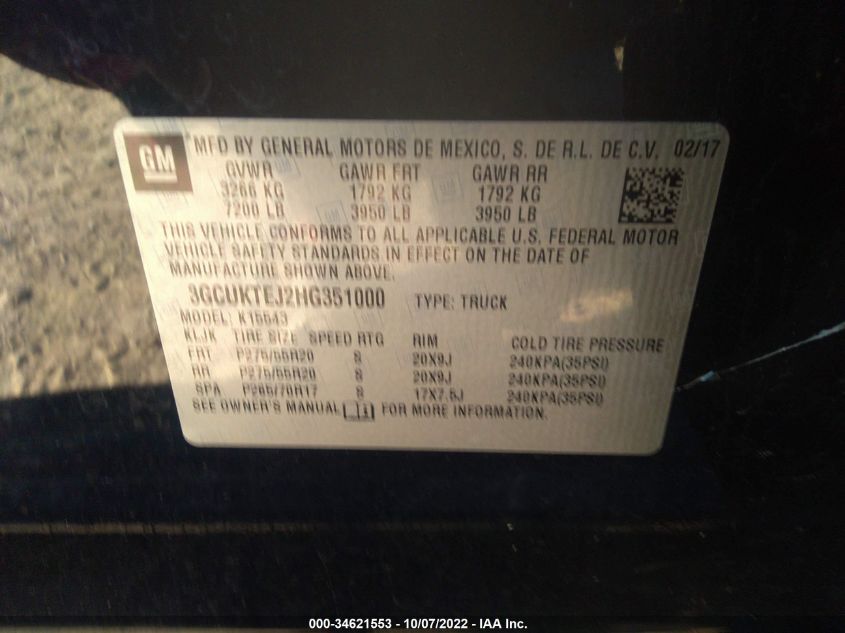 GM MFD BY GENERAL MOTORS DE MEXICO, S. DE R.L. DE C.V. 02/17
GVWR GAWR FRT GAWR RR
3266 KG 1792 KG 1792 KG
7200 LB 3950 LB 3950 LB
THIS VEHICLE CONFORMS TO ALL APPLICABLE U.S. FEDERAL MOTOR
VEHICLE SAFETY STANDARDS IN EFFECT ON THE DATE OF
MANUFACTURE SHOWN ABOVE.
3GCUKTEJ2HG351000 TYPE: TRUCK
MODEL: K15543
KLJK TIRE SIZE SPEED RTG RIM COLD TIRE PRESSURE
FRT P275/55R20 S 20X9J 240KPA(35PSI)
RR P275/55R20 S 20X9J 240KPA(35PSI)
SPA P265/70R17 S 17X7.5J 240KPA(35PSI)
SEE OWNER'S MANUAL FOR MORE INFORMATION.
000-34621553 - 10/07/2022 - IAA Inc.